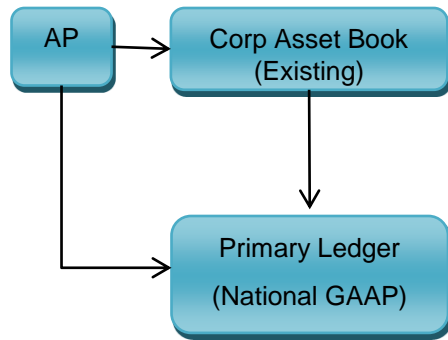 AP
Corp Asset Book
(Existing)
Primary Ledger
(National GAAP)